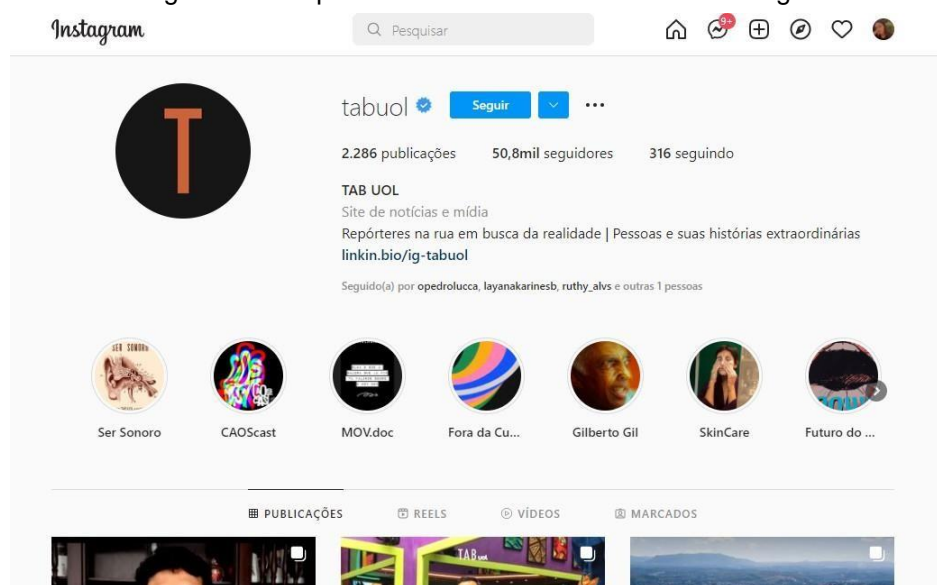 Instagram
Pesquisar
9+
T
tabuol
Seguir
2.286 publicações 50,8mil seguidores 316 seguindo
TAB UOL
Site de notícias e mídia
Repórteres na rua em busca da realidade | Pessoas e suas histórias extraordinárias
linkin.bio/ig-tabuol
Seguido(a) por opedrolucca, layanakarinesb, ruthy_alvs e outras 1 pessoas
SER SONORO
Ser Sonoro CAOScast MOV.doc Fora da Cu... Gilberto Gil SkinCare Futuro do ...
PUBLICAÇÕES REELS VÍDEOS MARCADOS
TAB UOL